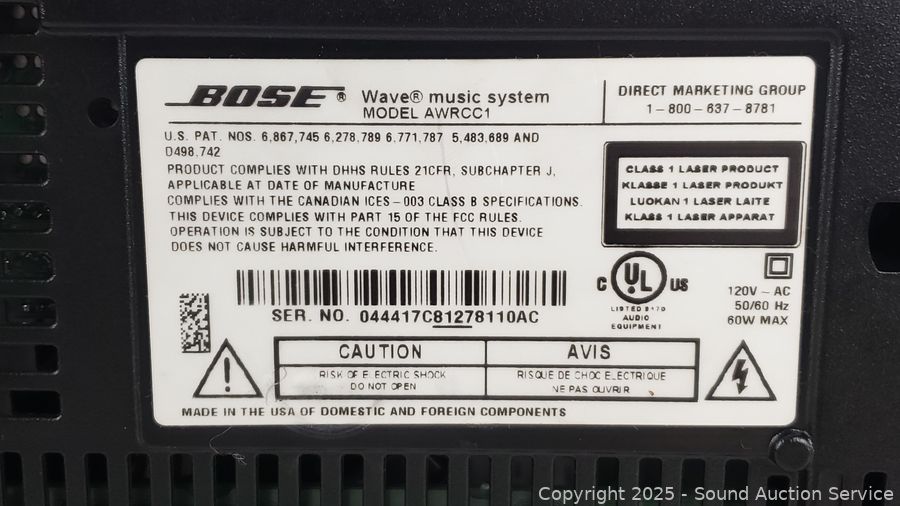 BOSE® Wave® music system
MODEL AWRCC1
DIRECT MARKETING GROUP
1-800-637-8781
U.S. PAT. NOS. 6,867,745 6,278,789 6,771,787 5,483,689 AND
D498,742
PRODUCT COMPLIES WITH DHHS RULES 21CFR, SUBCHAPTER J,
APPLICABLE AT DATE OF MANUFACTURE
COMPLIES WITH THE CANADIAN ICES-003 CLASS B SPECIFICATIONS.
THIS DEVICE COMPLIES WITH PART 15 OF THE FCC RULES.
OPERATION IS SUBJECT TO THE CONDITION THAT THIS DEVICE
DOES NOT CAUSE HARMFUL INTERFERENCE.
CLASS 1 LASER PRODUCT
KLASSE 1 LASER PRODUKT
LUOKAN 1 LASER LAITE
KLASS 1 LASER APPARAT
C UL US
LISTED 9170
AUDIO
EQUIPMENT
120V - AC
50/60 Hz
60W MAX
SER. NO. 044417C81278110AC
CAUTION
RISK OF ELECTRIC SHOCK
DO NOT OPEN
AVIS
RISQUE DE CHOC ELECTRIQUE
NE PAS OUVRIR
MADE IN THE USA OF DOMESTIC AND FOREIGN COMPONENTS
Copyright 2025 - Sound Auction Service